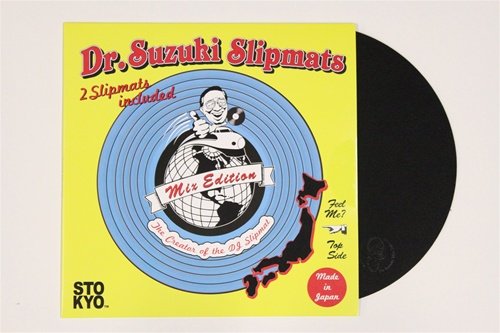 Dr. Suzuki Slipmats
2 Slipmats
included
Mix Edition
The Creator of the DJ Slipmat
Feel
Me?
Top
Side
Made
in
Japan
STO
KYO™